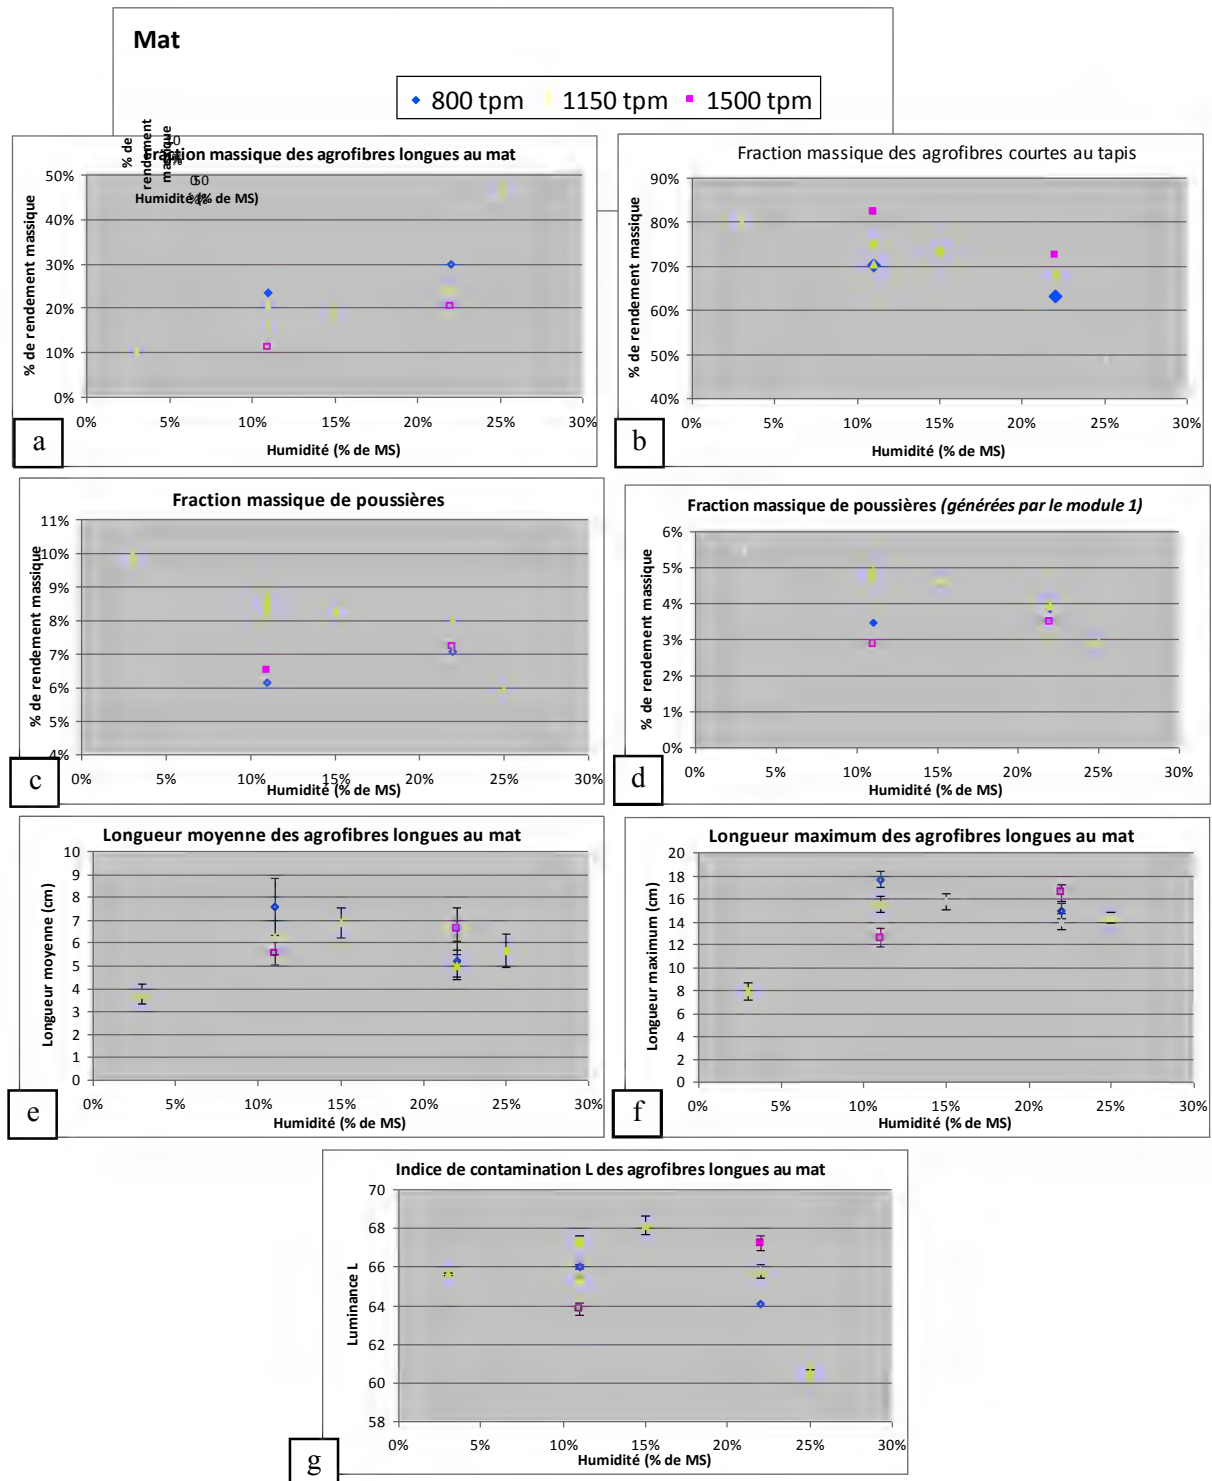 Mat
800 tpm 1150 tpm 1500 tpm
Fraction massique des agrofibres longues au mat
% de rendement massique
Humidité (% de MS)
% de rendement massique
50%
40%
30%
20%
10%
0%
0% 5% 10% 15% 20% 25% 30%
Humidité (% de MS)
a
Fraction massique des agrofibres courtes au tapis
% de rendement massique
90%
80%
70%
60%
50%
40%
0% 5% 10% 15% 20% 25% 30%
Humidité (% de MS)
b
Fraction massique de poussières
% de rendement massique
11%
10%
9%
8%
7%
6%
5%
4%
0% 5% 10% 15% 20% 25% 30%
Humidité (% de MS)
c
Fraction massique de poussières (générées par le module 1)
% de rendement massique
6%
5%
4%
3%
2%
1%
0%
0% 5% 10% 15% 20% 25% 30%
Humidité (% de MS)
d
Longueur moyenne des agrofibres longues au mat
Longueur moyenne (cm)
10
9
8
7
6
5
4
3
2
1
0
0% 5% 10% 15% 20% 25% 30%
Humidité (% de MS)
e
Longueur maximum des agrofibres longues au mat
Longueur maximum (cm)
20
18
16
14
12
10
8
6
4
2
0
0% 5% 10% 15% 20% 25% 30%
Humidité (% de MS)
f
Indice de contamination L des agrofibres longues au mat
Luminance L
70
68
66
64
62
60
58
0% 5% 10% 15% 20% 25% 30%
Humidité (% de MS)
g